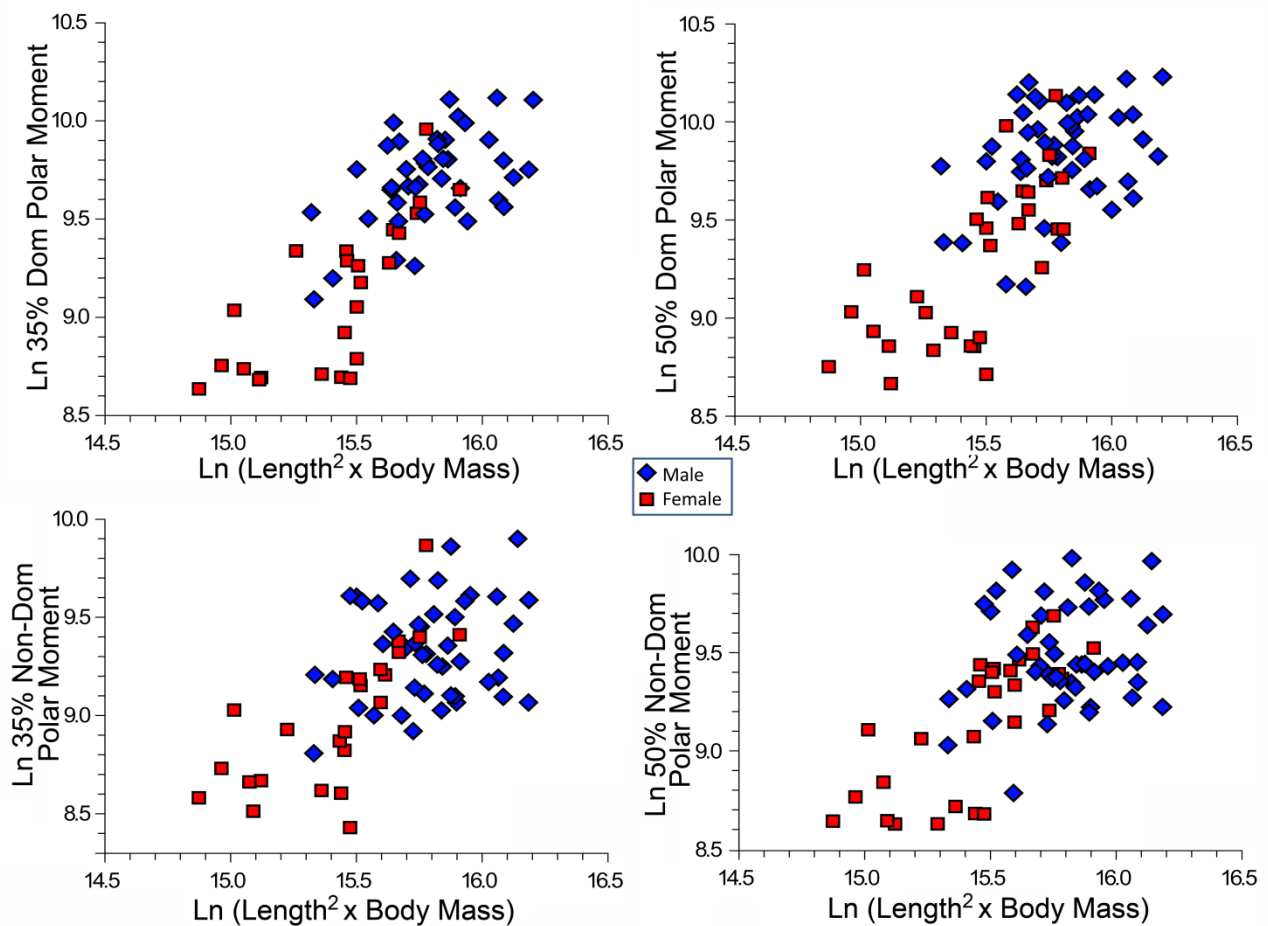 10.5
10.0
9.5
9.0
8.5
14.5 15.0 15.5 16.0 16.5
Ln 35% Dom Polar Moment
Ln (Length² x Body Mass)
10.5
10.0
9.5
9.0
8.5
14.5 15.0 15.5 16.0 16.5
Ln 50% Dom Polar Moment
Ln (Length² x Body Mass)
Male
Female
10.0
9.5
9.0
8.5
14.5 15.0 15.5 16.0 16.5
Ln 35% Non-Dom
Polar Moment
Ln (Length² x Body Mass)
10.0
9.5
9.0
8.5
14.5 15.0 15.5 16.0 16.5
Ln 50% Non-Dom
Polar Moment
Ln (Length² x Body Mass)